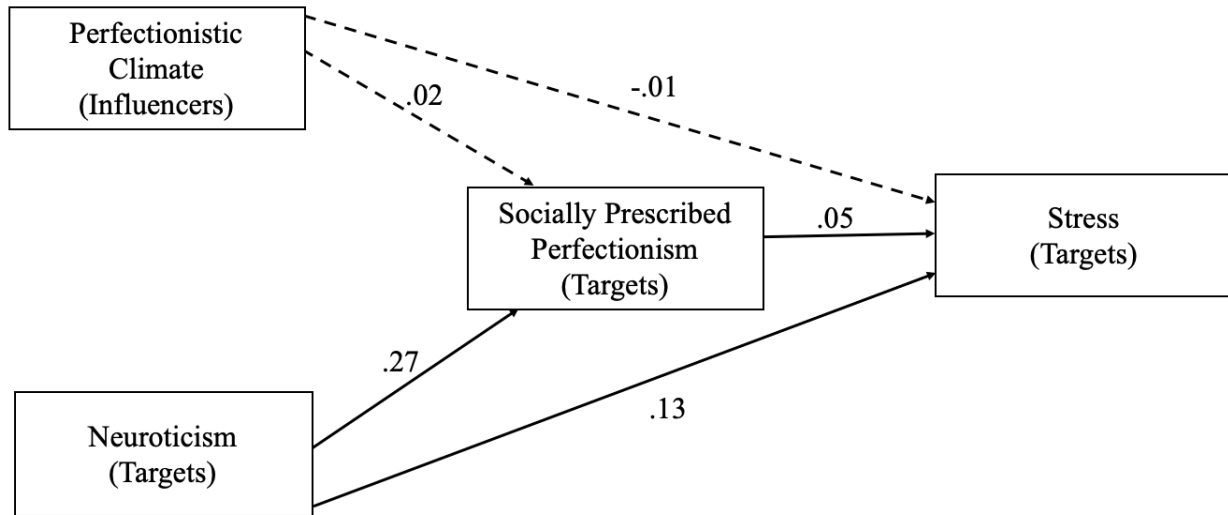 Perfectionistic
Climate
(Influencers)
-.01
.02
Socially Prescribed
Perfectionism
(Targets)
.05
Stress
(Targets)
.27
.13
Neuroticism
(Targets)